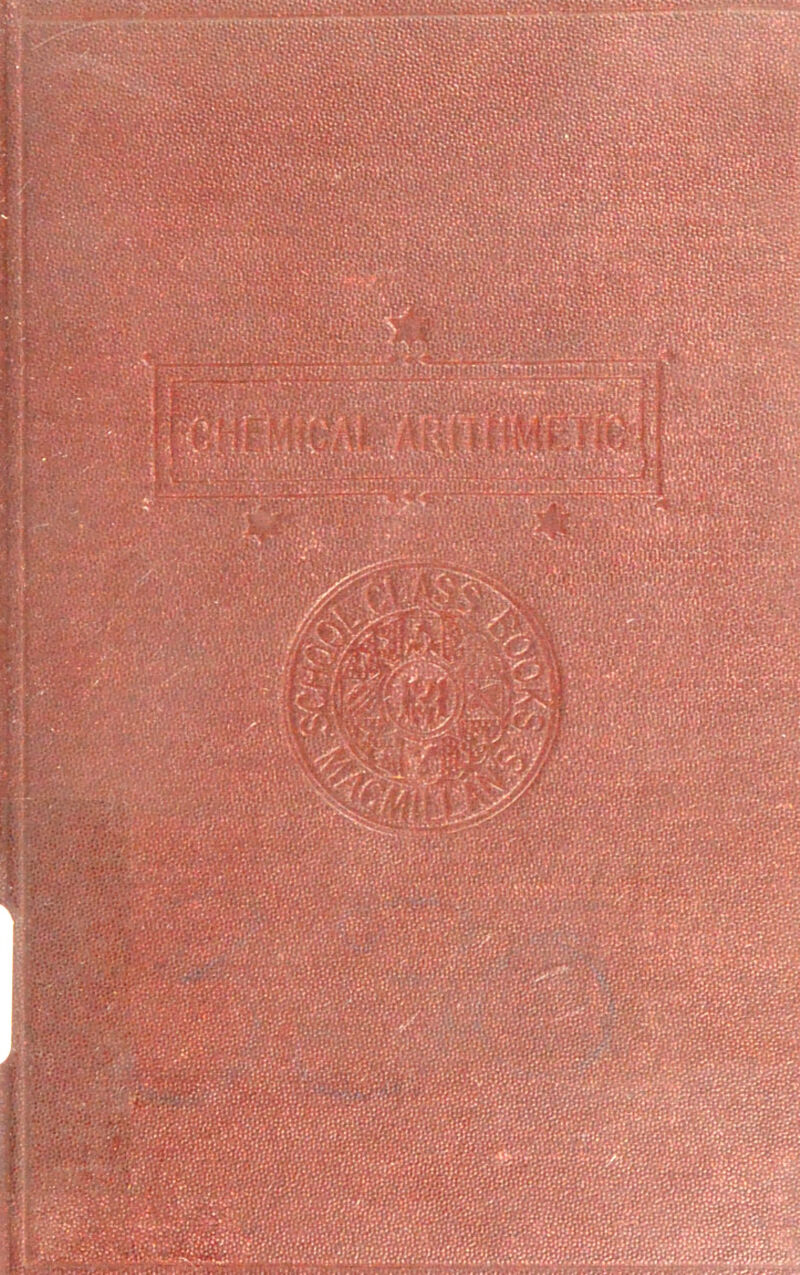 CHEMICAL ARITHMETIC
MACMILLAN'S SCHOOL CLASS BOOKS
M